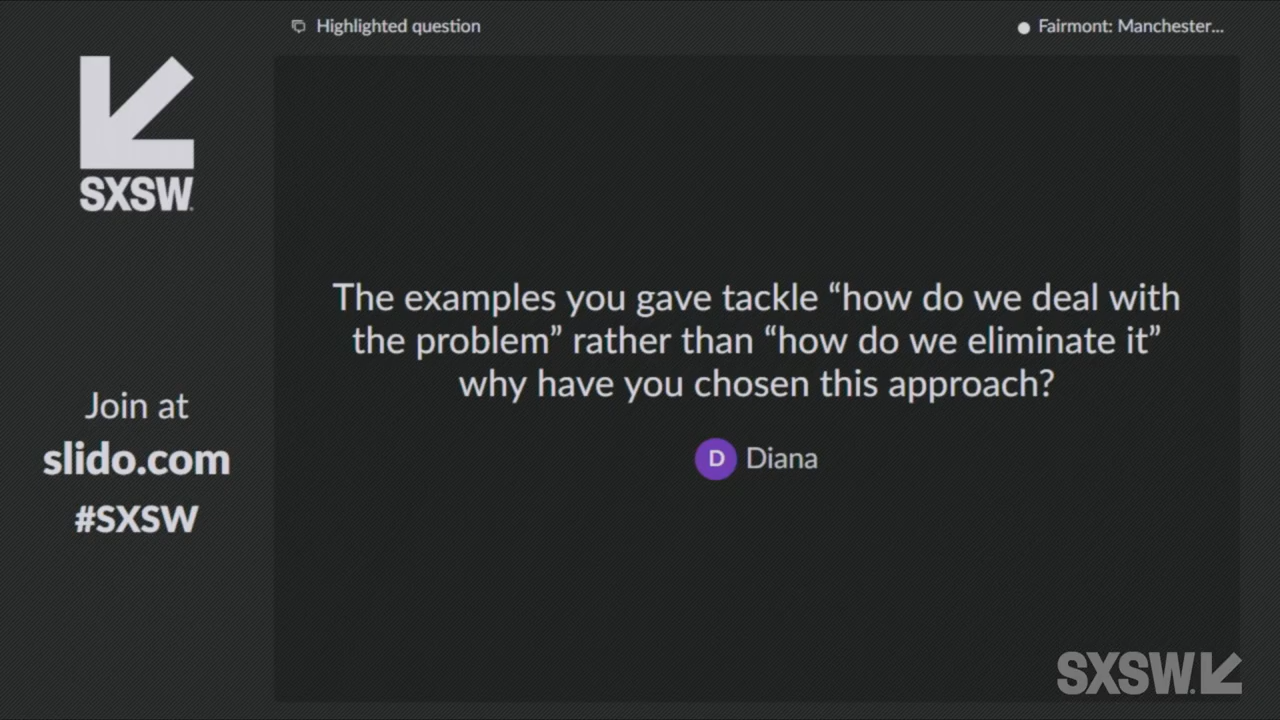 Highlighted question
Fairmont: Manchester...
SXSW.
The examples you gave tackle “how do we deal with
the problem” rather than “how do we eliminate it”
why have you chosen this approach?
D Diana
Join at
slido.com
#SXSW
SXSW.